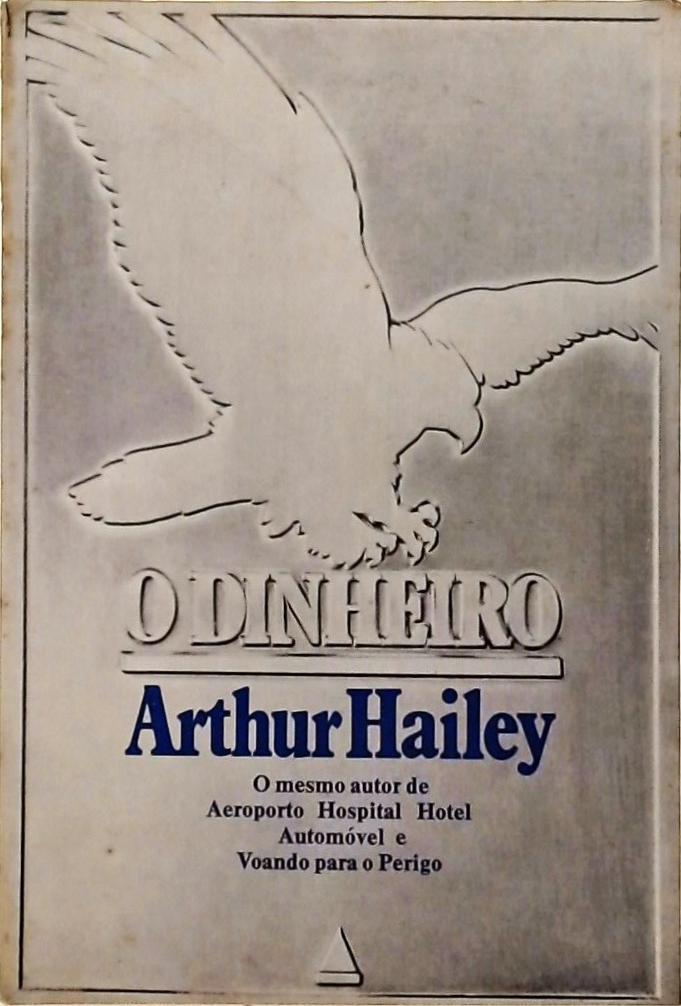 O DINHEIRO
Arthur Hailey
O mesmo autor de
Aeroporto Hospital Hotel
Automóvel e
Voando para o Perigo